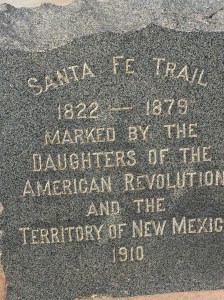 SANTA FE TRAIL
1822 — 1879
MARKED BY THE
DAUGHTERS OF THE
AMERICAN REVOLUTION
AND THE
TERRITORY OF NEW MEXIC
1910